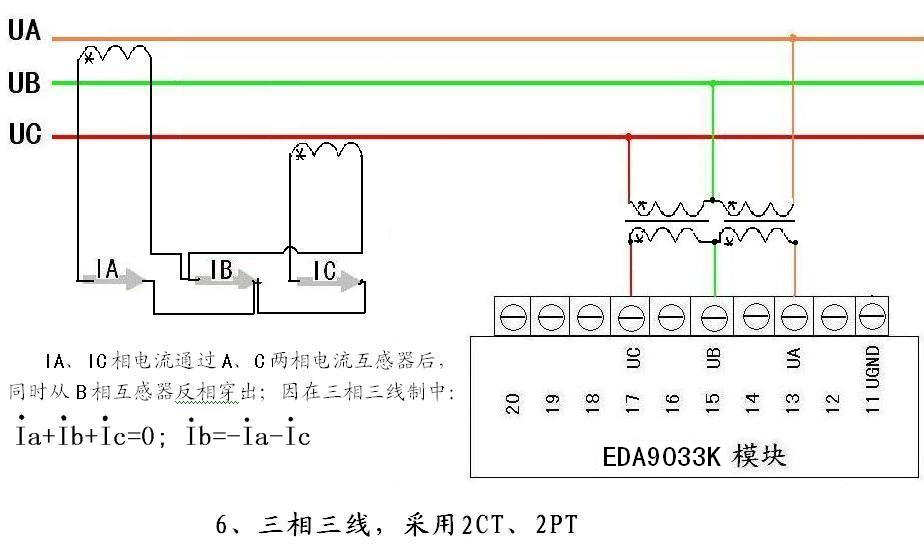 UA
UB
UC
IA
IB
IC
IA、IC相电流通过A、C两相电流互感器后,
同时从B相互感器反相穿出;因在三相三线制中:
İa+İb+İc=0; İb=-İa-İc
UC
UB
UA
UGND
20
19
18
17
16
15
14
13
12
11
EDA9033K 模块
6、三相三线,采用2CT、2PT